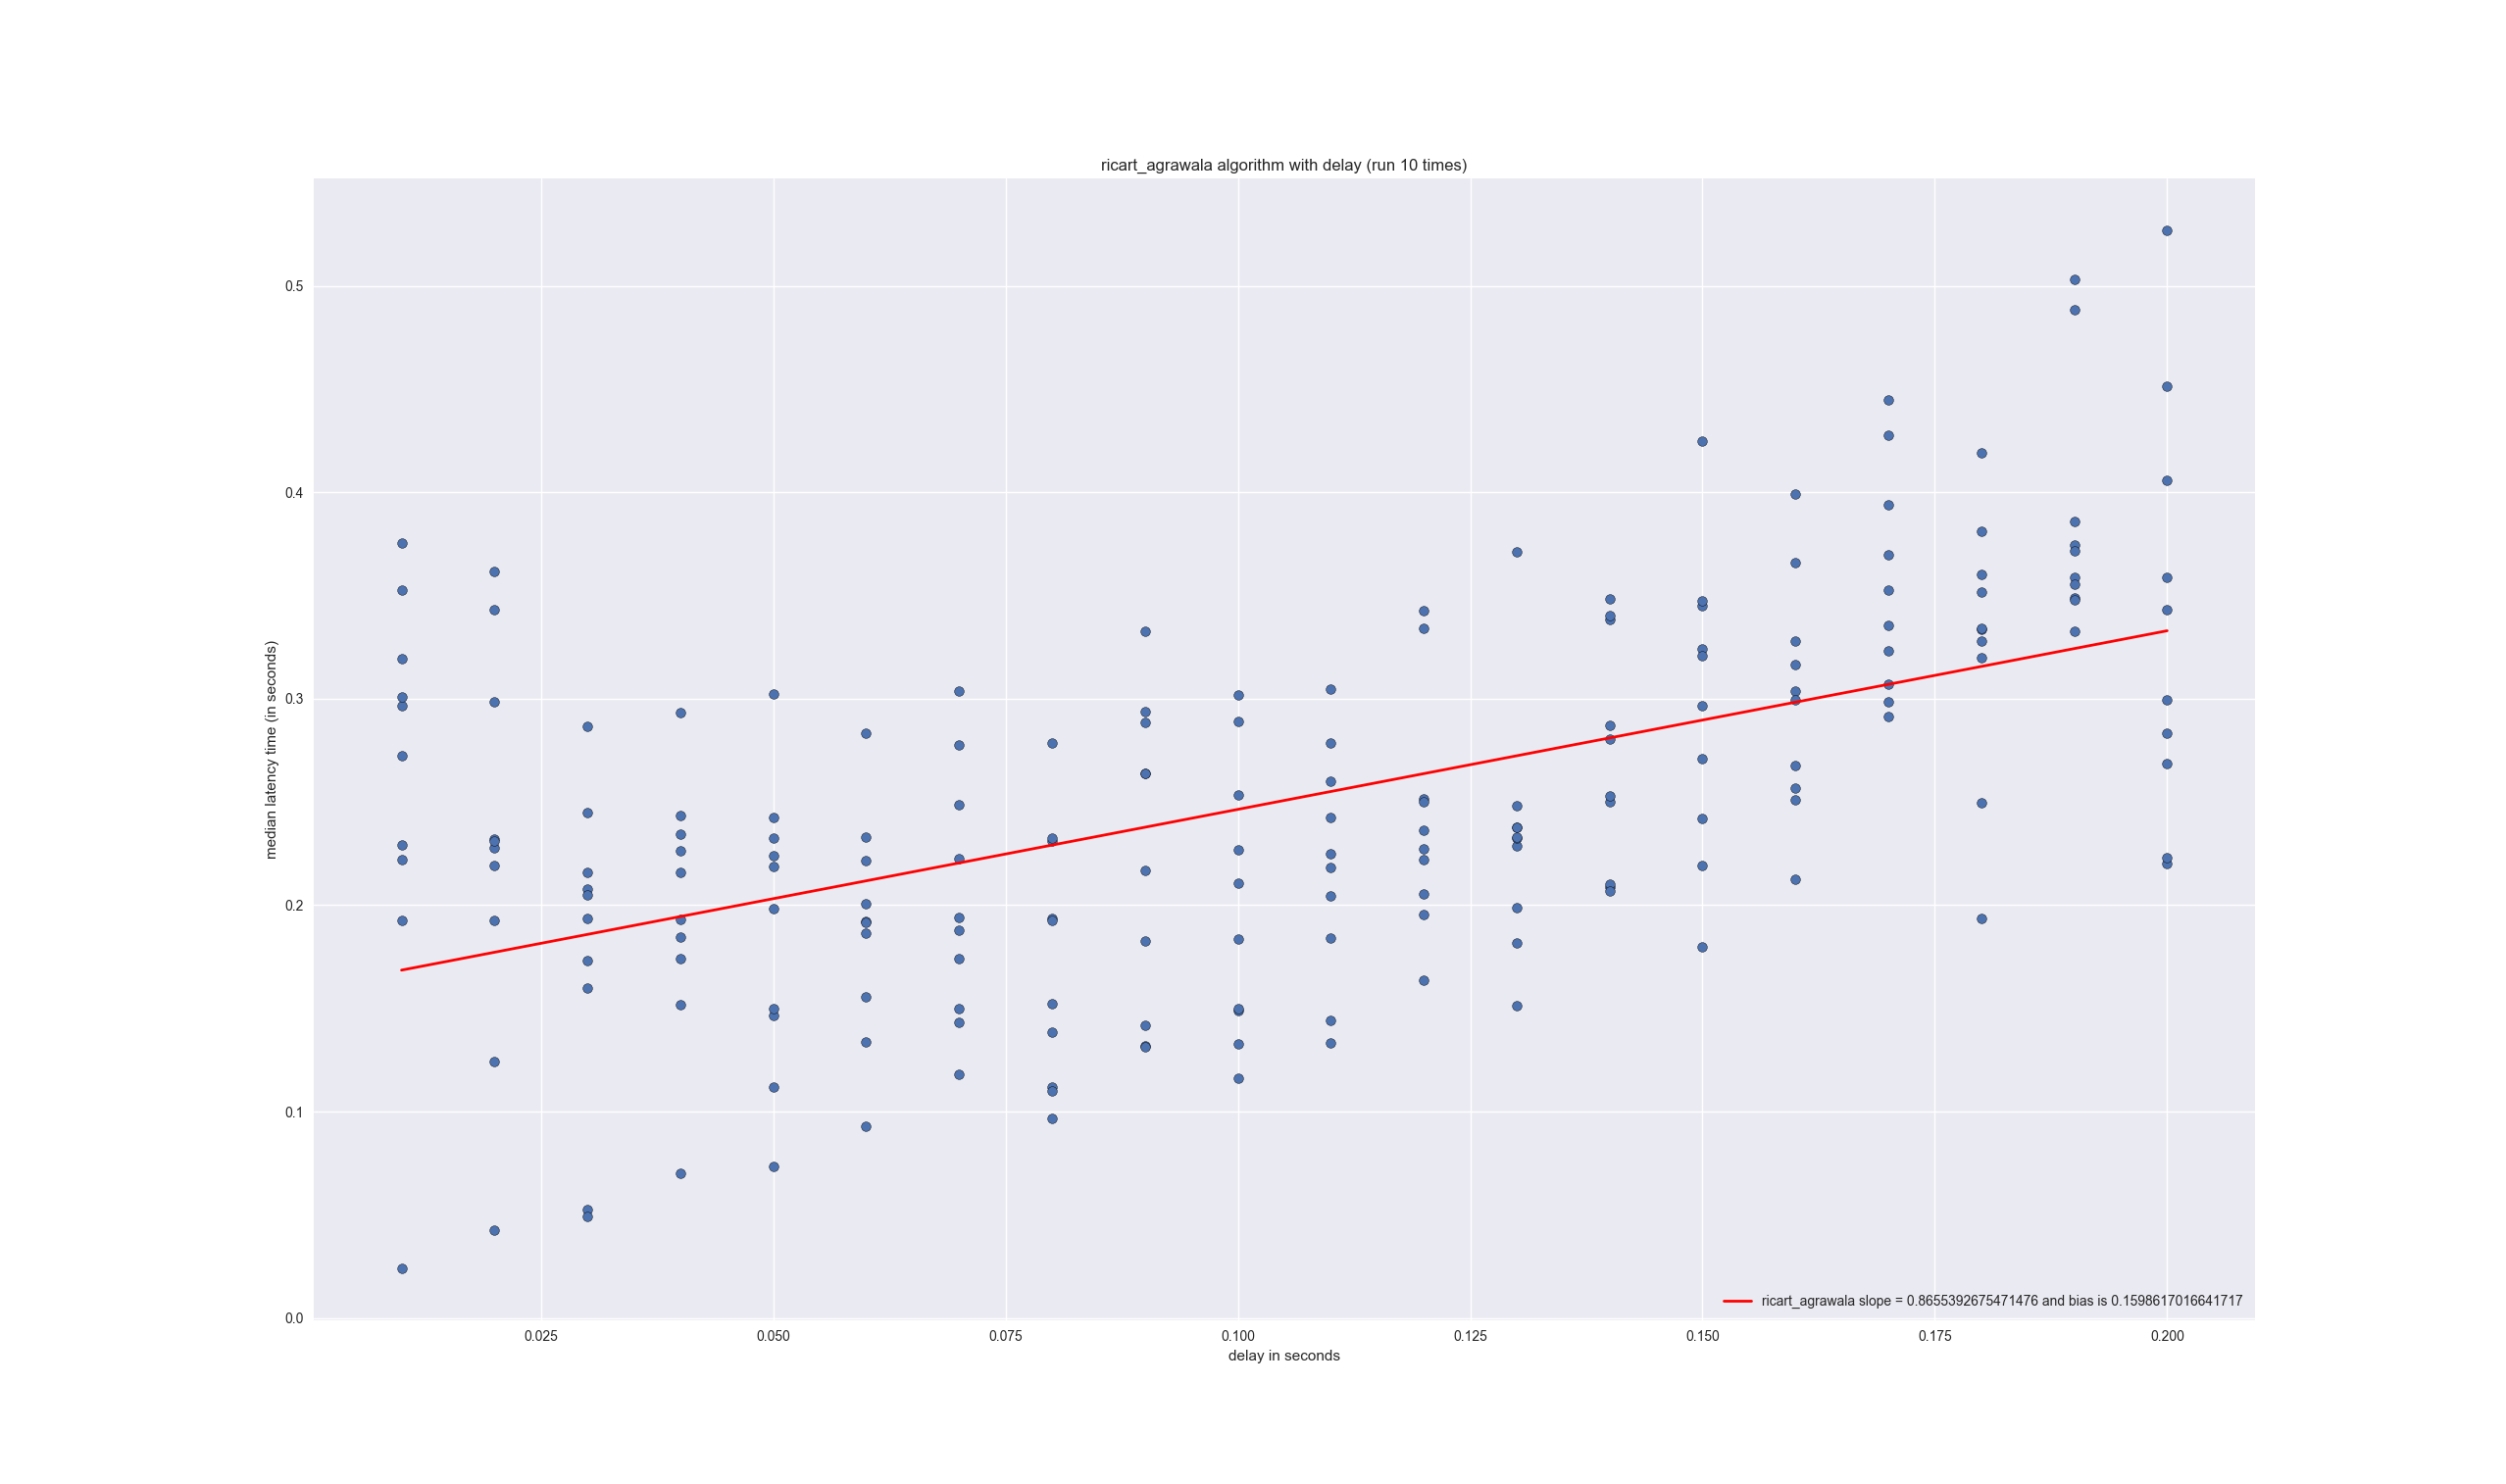 ricart_agrawala algorithm with delay (run 10 times)
median latency time (in seconds)
0.5
0.4
0.3
0.2
0.1
0.0
ricart_agrawala slope = 0.8655392675471476 and bias is 0.1598617016641717
0.025 0.050 0.075 0.100 0.125 0.150 0.175 0.200
delay in seconds